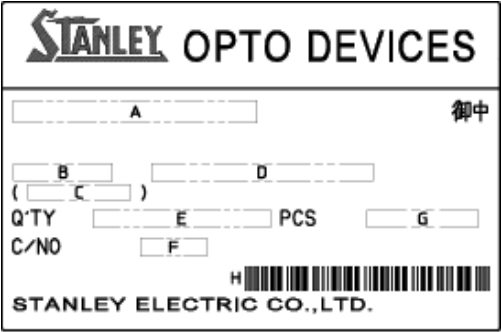 STANLEY OPTO DEVICES
A 御中
B D
( C )
Q'TY E PCS G
C/NO F
H
STANLEY ELECTRIC CO.,LTD.